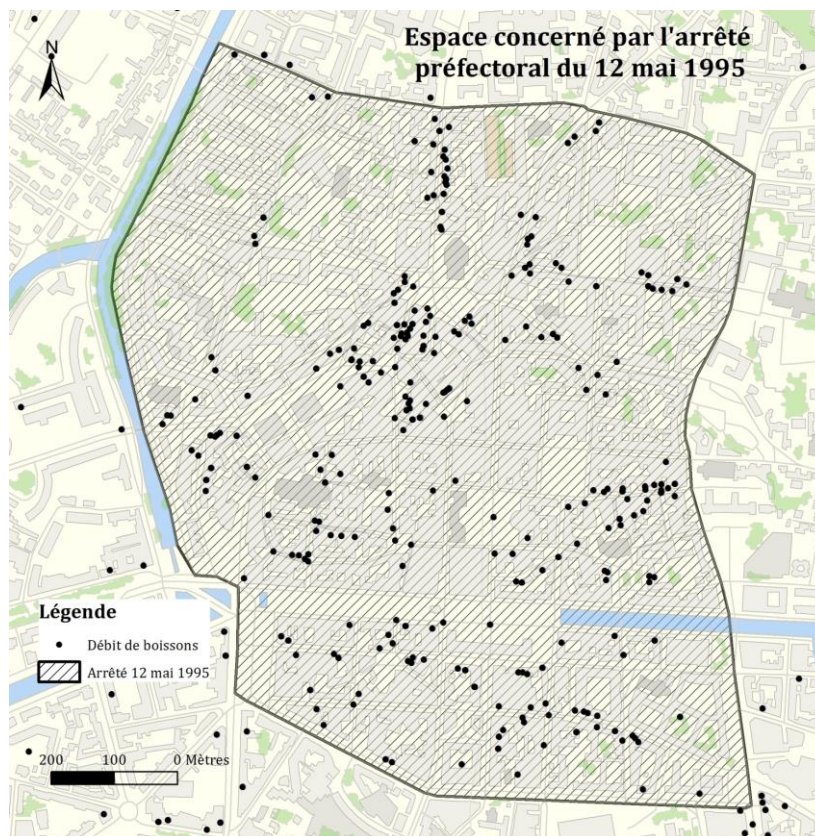 Espace concerné par l'arrêté
préfectoral du 12 mai 1995
N
Légende
Débit de boissons
Arrêté 12 mai 1995
200 100 0 Mètres